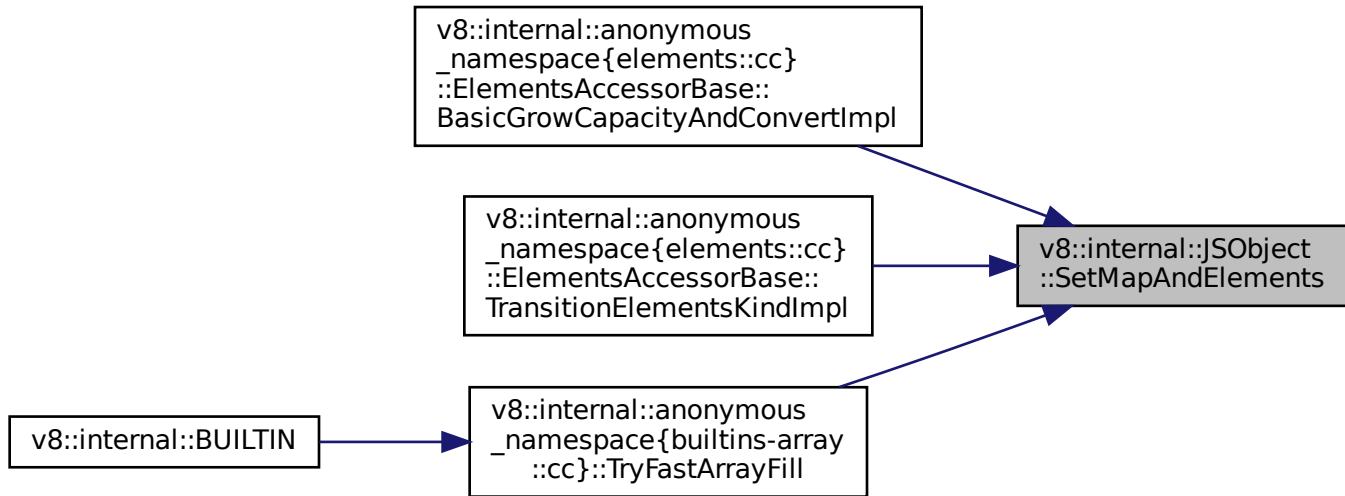 v8::internal::anonymous
_namespace{elements::cc}
::ElementsAccessorBase::
BasicGrowCapacityAndConvertImpl
v8::internal::anonymous
_namespace{elements::cc}
::ElementsAccessorBase::
TransitionElementsKindImpl
v8::internal::JSObject
::SetMapAndElements
v8::internal::BUILTIN
v8::internal::anonymous
_namespace{builtins-array
::cc}::TryFastArrayFill